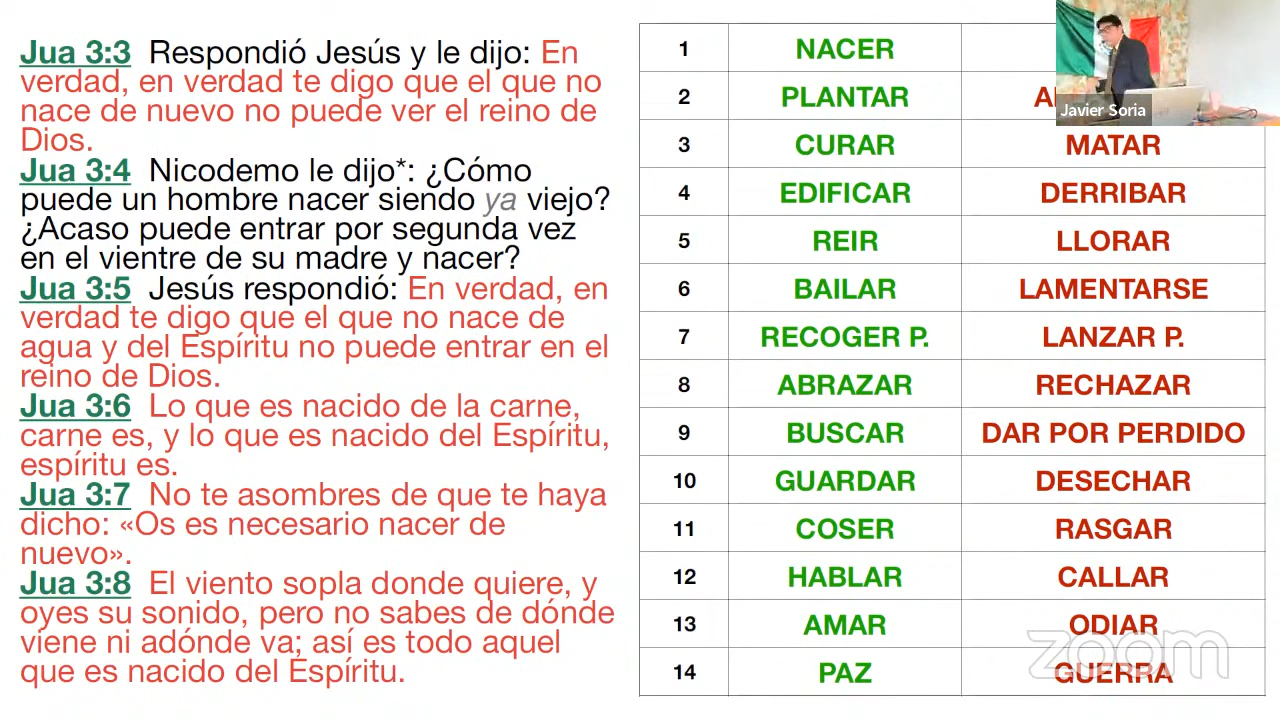 Jua 3:3 Respondió Jesús y le dijo: En
verdad, en verdad te digo que el que no
nace de nuevo no puede ver el reino de
Dios.
Jua 3:4 Nicodemo le dijo*: ¿Cómo
puede un hombre nacer siendo ya viejo?
¿Acaso puede entrar por segunda vez
en el vientre de su madre y nacer?
Jua 3:5 Jesús respondió: En verdad, en
verdad te digo que el que no nace de
agua y del Espíritu no puede entrar en el
reino de Dios.
Jua 3:6 Lo que es nacido de la carne,
carne es, y lo que es nacido del Espíritu,
espíritu es.
Jua 3:7 No te asombres de que te haya
dicho: «Os es necesario nacer de
nuevo».
Jua 3:8 El viento sopla donde quiere, y
oyes su sonido, pero no sabes de dónde
viene ni adónde va; así es todo aquel
que es nacido del Espíritu.
1 NACER
2 PLANTAR
Javier Soria
3 CURAR MATAR
4 EDIFICAR DERRIBAR
5 REIR LLORAR
6 BAILAR LAMENTARSE
7 RECOGER P. LANZAR P.
8 ABRAZAR RECHAZAR
9 BUSCAR DAR POR PERDIDO
10 GUARDAR DESECHAR
11 COSER RASGAR
12 HABLAR CALLAR
13 AMAR ODIAR
14 PAZ GUERRA
zoom